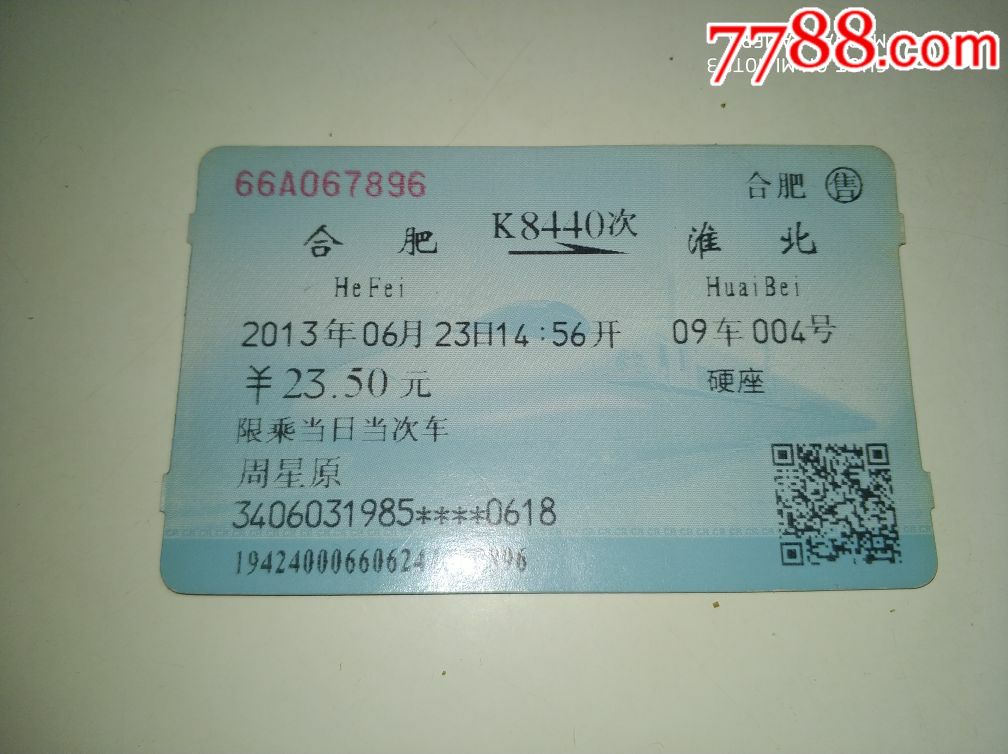 7788.com
66A067896 合肥 售
合肥 K8440次 淮北
HeFei HuaiBei
2013年06月23日14:56开 09车004号
¥23.50元 硬座
限乘当日当次车
周星原
3406031985****0618
1942400066062 896